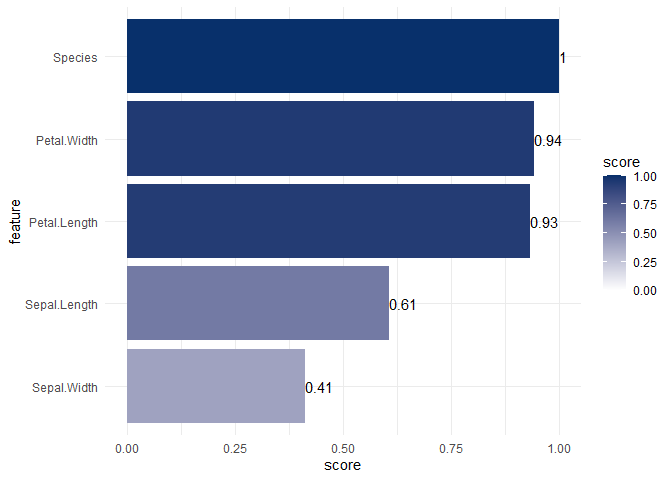 Species
1
Petal.Width
0.94
Petal.Length
0.93
Sepal.Length
0.61
Sepal.Width
0.41
feature
0.00 0.25 0.50 0.75 1.00
score
score
1.00
0.75
0.50
0.25
0.00